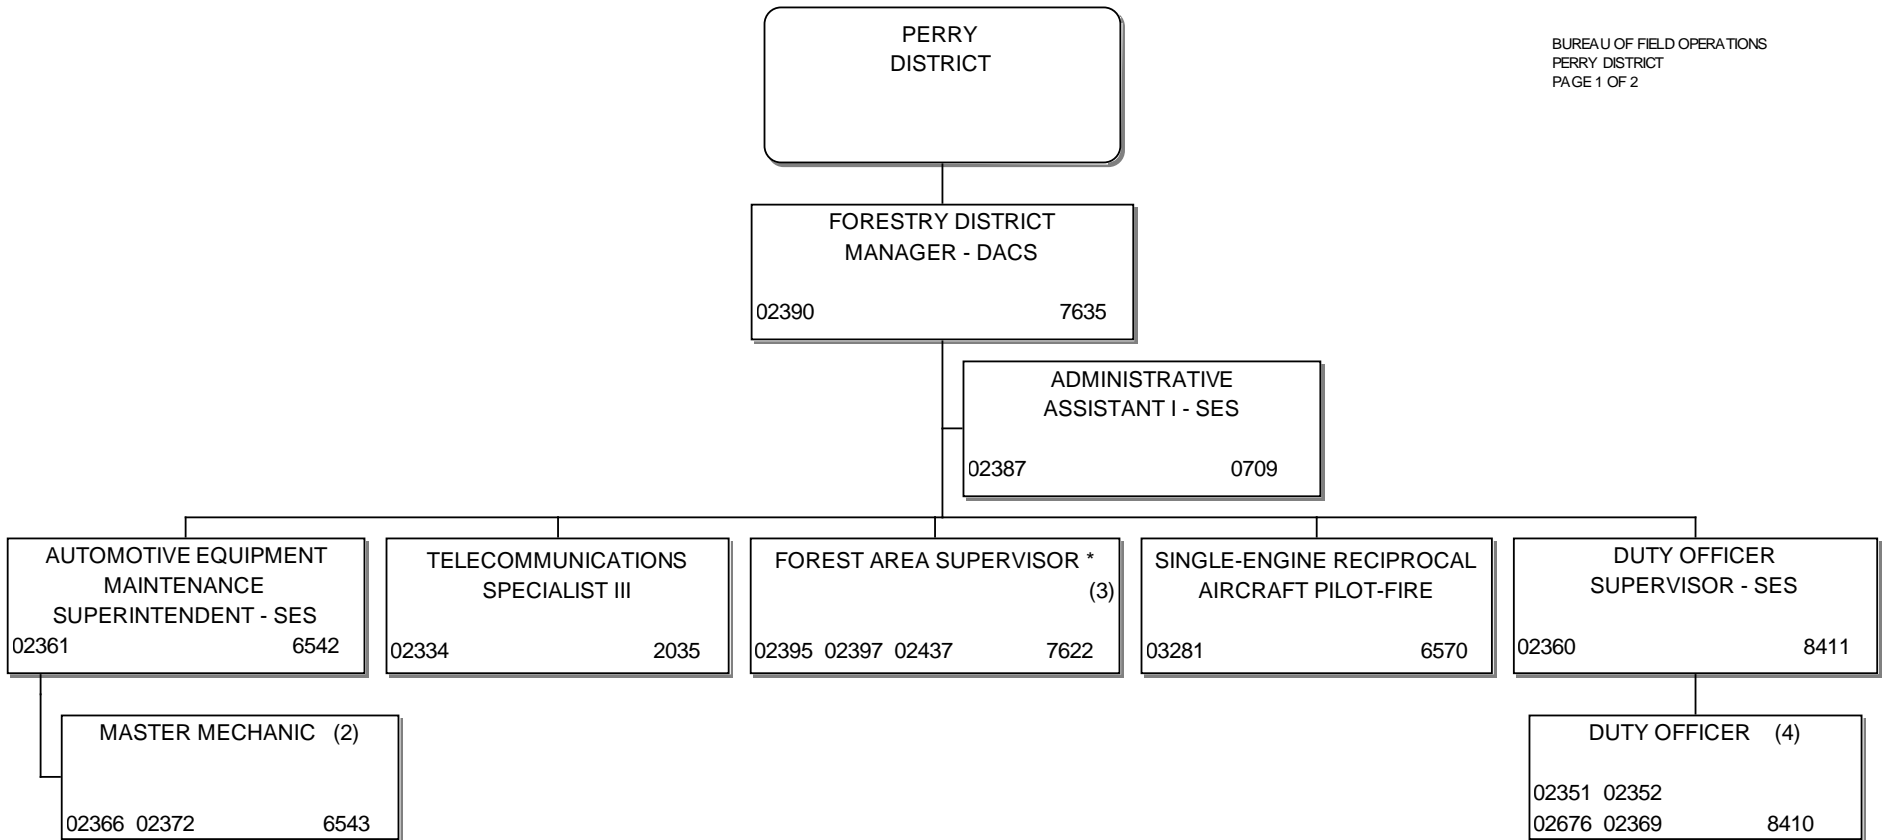 PERRY
DISTRICT
BUREAU OF FIELD OPERATIONS
PERRY DISTRICT
PAGE 1 OF 2
FORESTRY DISTRICT
MANAGER - DACS
02390 7635
ADMINISTRATIVE
ASSISTANT I - SES
02387 0709
AUTOMOTIVE EQUIPMENT
MAINTENANCE
SUPERINTENDENT - SES
02361 6542
TELECOMMUNICATIONS
SPECIALIST III
02334 2035
FOREST AREA SUPERVISOR *
(3)
02395 02397 02437 7622
SINGLE-ENGINE RECIPROCAL
AIRCRAFT PILOT-FIRE
03281 6570
DUTY OFFICER
SUPERVISOR - SES
02360 8411
MASTER MECHANIC (2)
02366 02372 6543
DUTY OFFICER (4)
02351 02352
02676 02369 8410